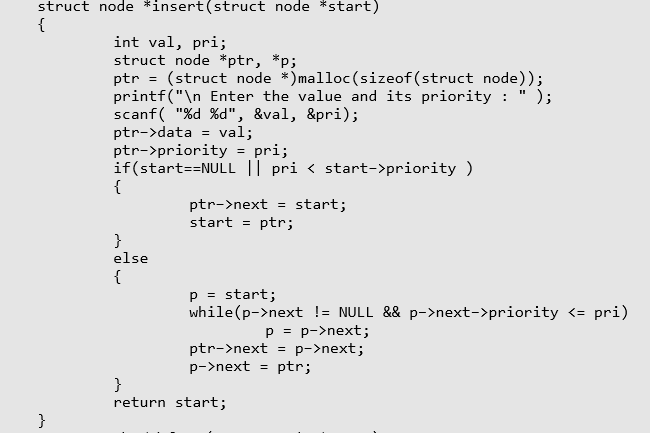 struct node *insert(struct node *start)
{
int val, pri;
struct node *ptr, *p;
ptr = (struct node *)malloc(sizeof(struct node));
printf("\n Enter the value and its priority : " );
scanf( "%d %d", &val, &pri);
ptr->data = val;
ptr->priority = pri;
if(start==NULL || pri < start->priority )
{
ptr->next = start;
start = ptr;
}
else
{
p = start;
while(p->next != NULL && p->next->priority <= pri)
p = p->next;
ptr->next = p->next;
p->next = ptr;
}
return start;
}